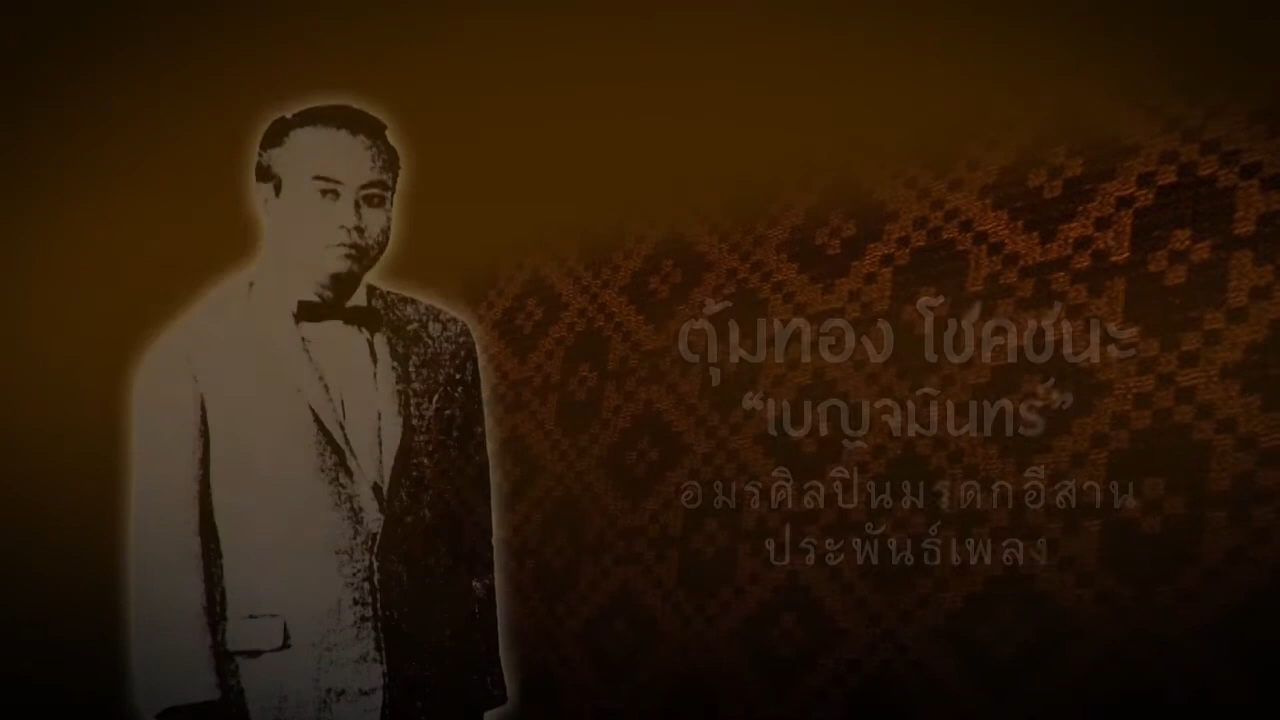 ตุ้มทอง โชคชนะ
“เบญจมินทร์”
อมรศิลปินมรดกอีสาน
ประพันธ์เพลง